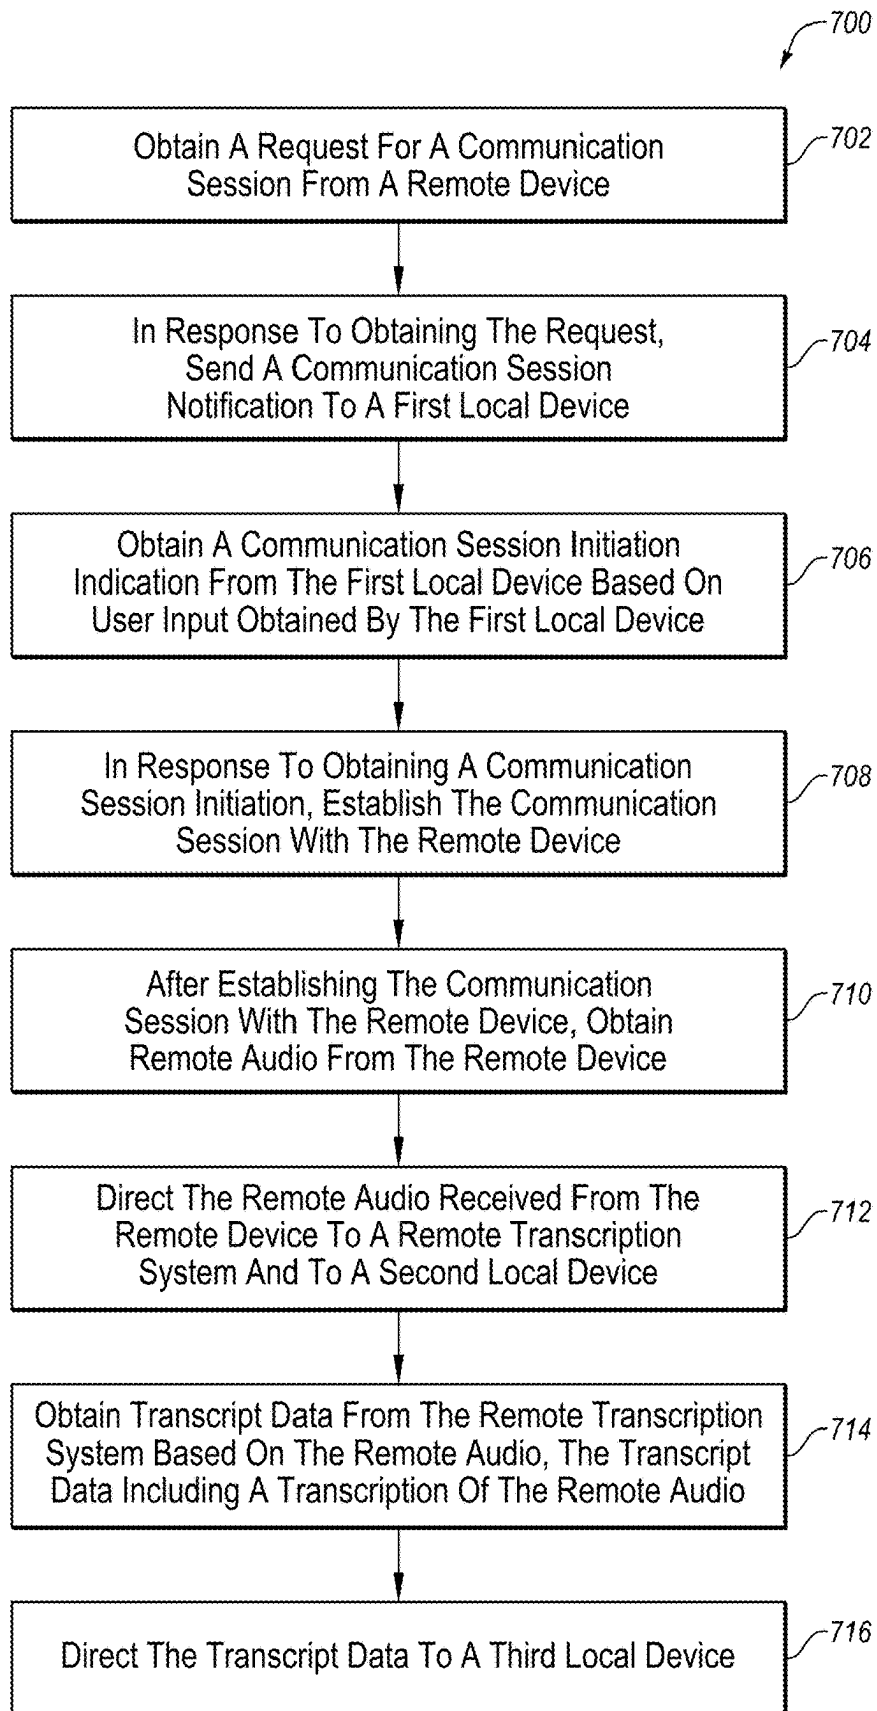 700
Obtain A Request For A Communication
Session From A Remote Device
702
In Response To Obtaining The Request,
Send A Communication Session
Notification To A First Local Device
704
Obtain A Communication Session Initiation
Indication From The First Local Device Based On
User Input Obtained By The First Local Device
706
In Response To Obtaining A Communication
Session Initiation, Establish The Communication
Session With The Remote Device
708
After Establishing The Communication
Session With The Remote Device, Obtain
Remote Audio From The Remote Device
710
Direct The Remote Audio Received From The
Remote Device To A Remote Transcription
System And To A Second Local Device
712
Obtain Transcript Data From The Remote Transcription
System Based On The Remote Audio, The Transcript
Data Including A Transcription Of The Remote Audio
714
Direct The Transcript Data To A Third Local Device
716